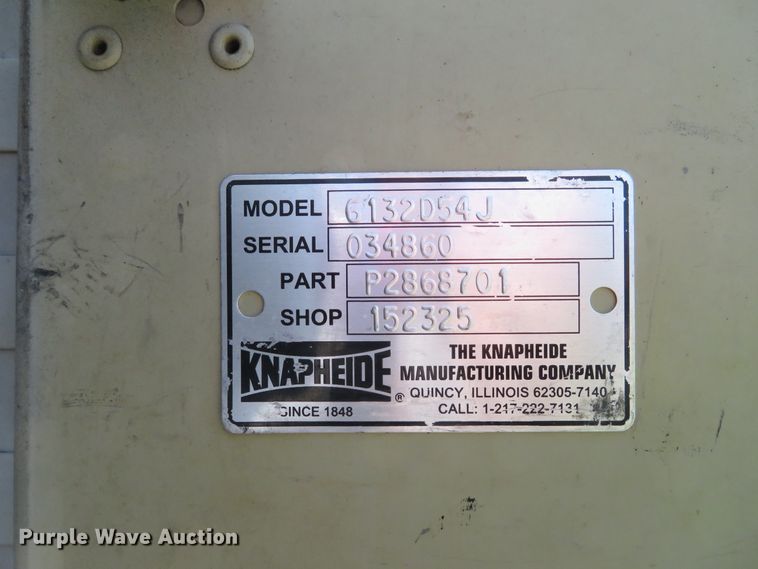 MODEL 6132D54J
SERIAL 034860
PART P2868701
SHOP 152325
KNAPHEIDE ®
SINCE 1848
THE KNAPHEIDE
MANUFACTURING COMPANY
QUINCY, ILLINOIS 62305-7140
CALL: 1-217-222-7131
Purple Wave Auction